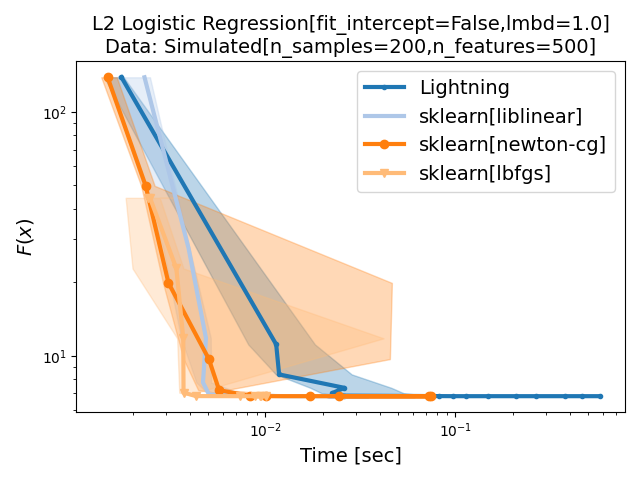 L2 Logistic Regression[fit_intercept=False,lmbd=1.0]
Data: Simulated[n_samples=200,n_features=500]
Lightning
sklearn[liblinear]
sklearn[newton-cg]
sklearn[lbfgs]
F(x)
10²
10¹
10⁻²
10⁻¹
Time [sec]